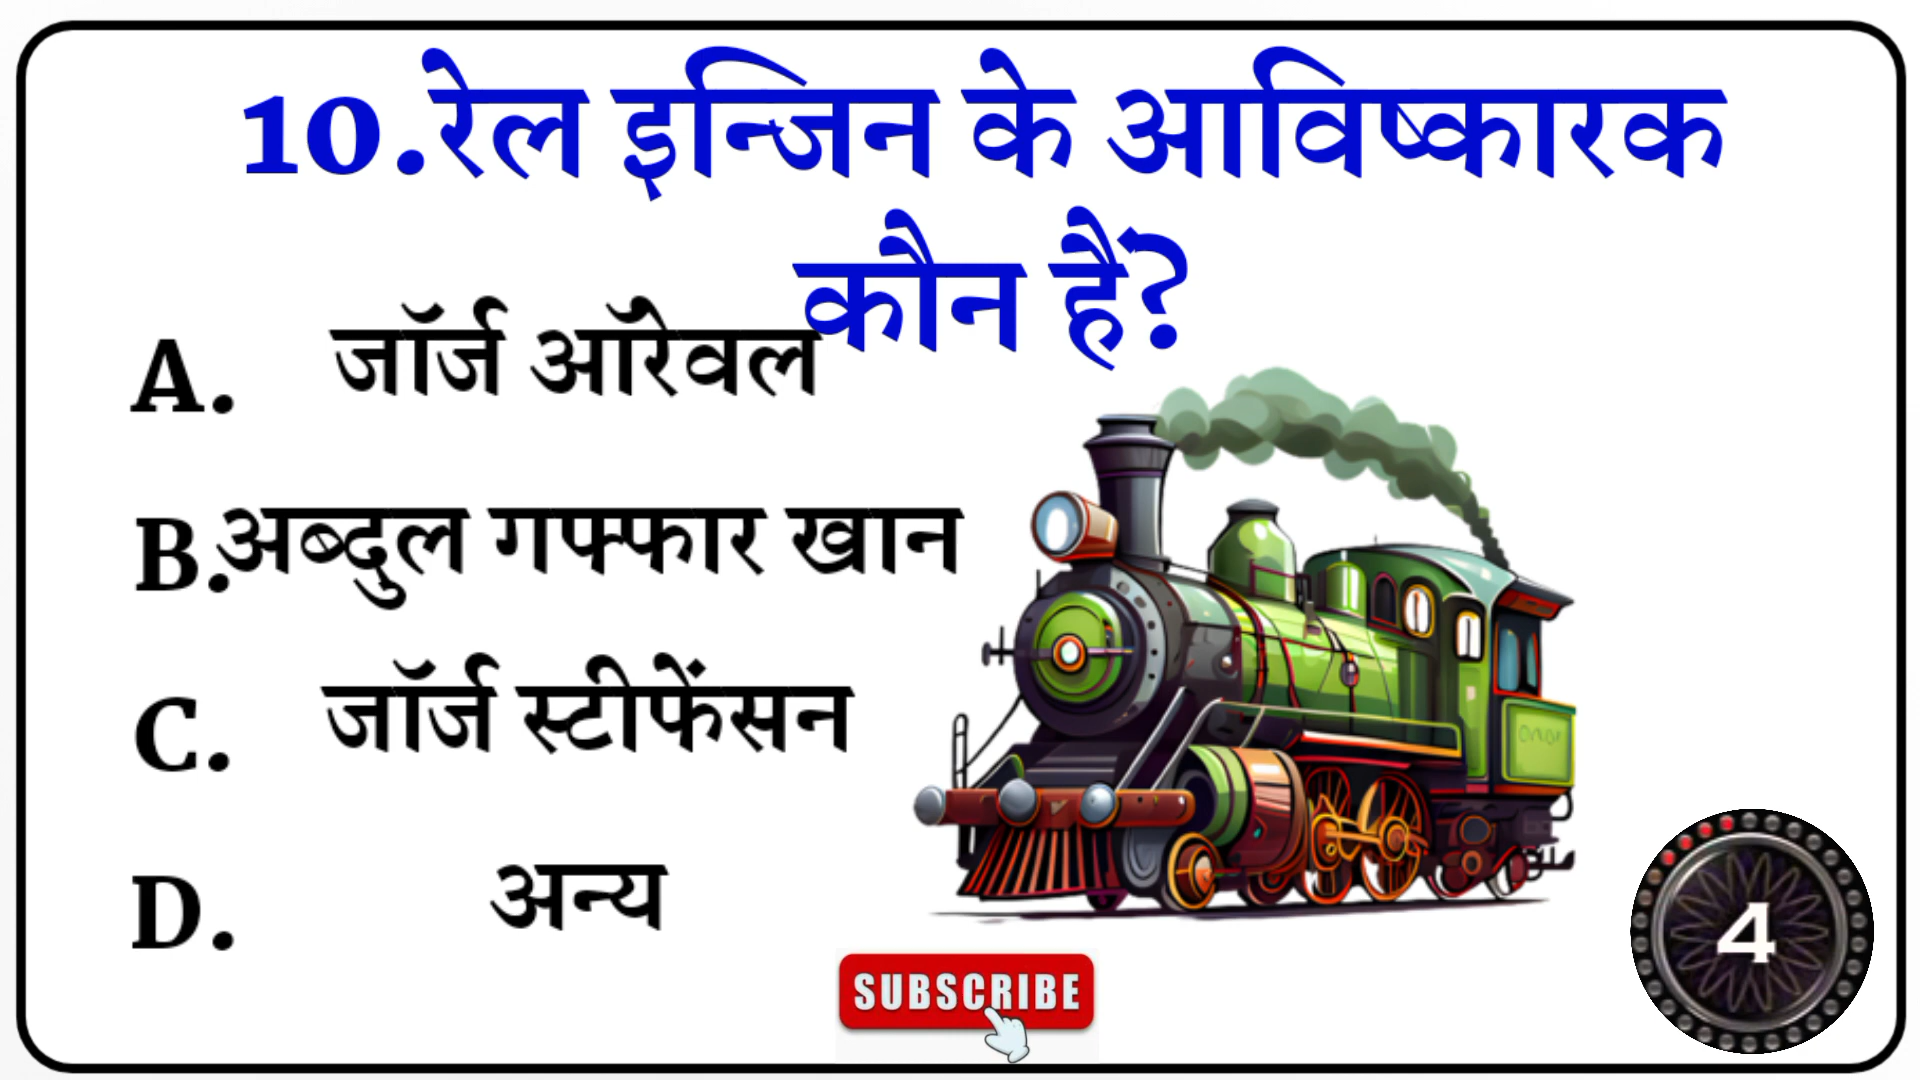 10.रेल इन्जिन के आविष्कारक
कौन हैं?
A. जॉर्ज ऑरेवल
B. अब्दुल गफ्फार खान
C. जॉर्ज स्टीफेंसन
D. अन्य
SUBSCRIBE
4